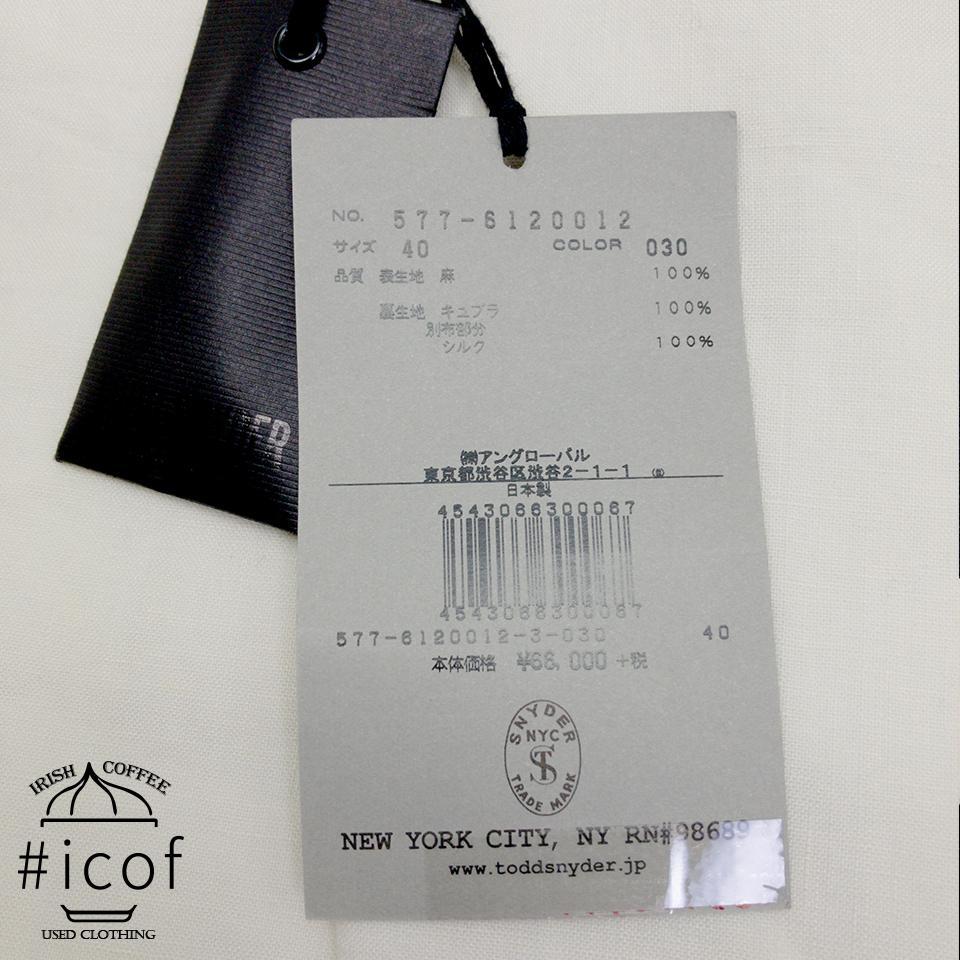 NO. 577-6120012
サイズ 40 COLOR 030
品質 表生地 麻 100%
裏生地 キュプラ 100%
別布部分
シルク 100%
㈱アングローバル
東京都渋谷区渋谷2-1-1 (B)
日本製
4543066300067
4543066300067
577-6120012-3-030 40
本体価格 ¥68,000+税
SNYDER
NYC
ST
TRADE MARK
NEW YORK CITY, NY RN#98689
www.toddsnyder.jp
IRISH COFFEE
#icof
USED CLOTHING